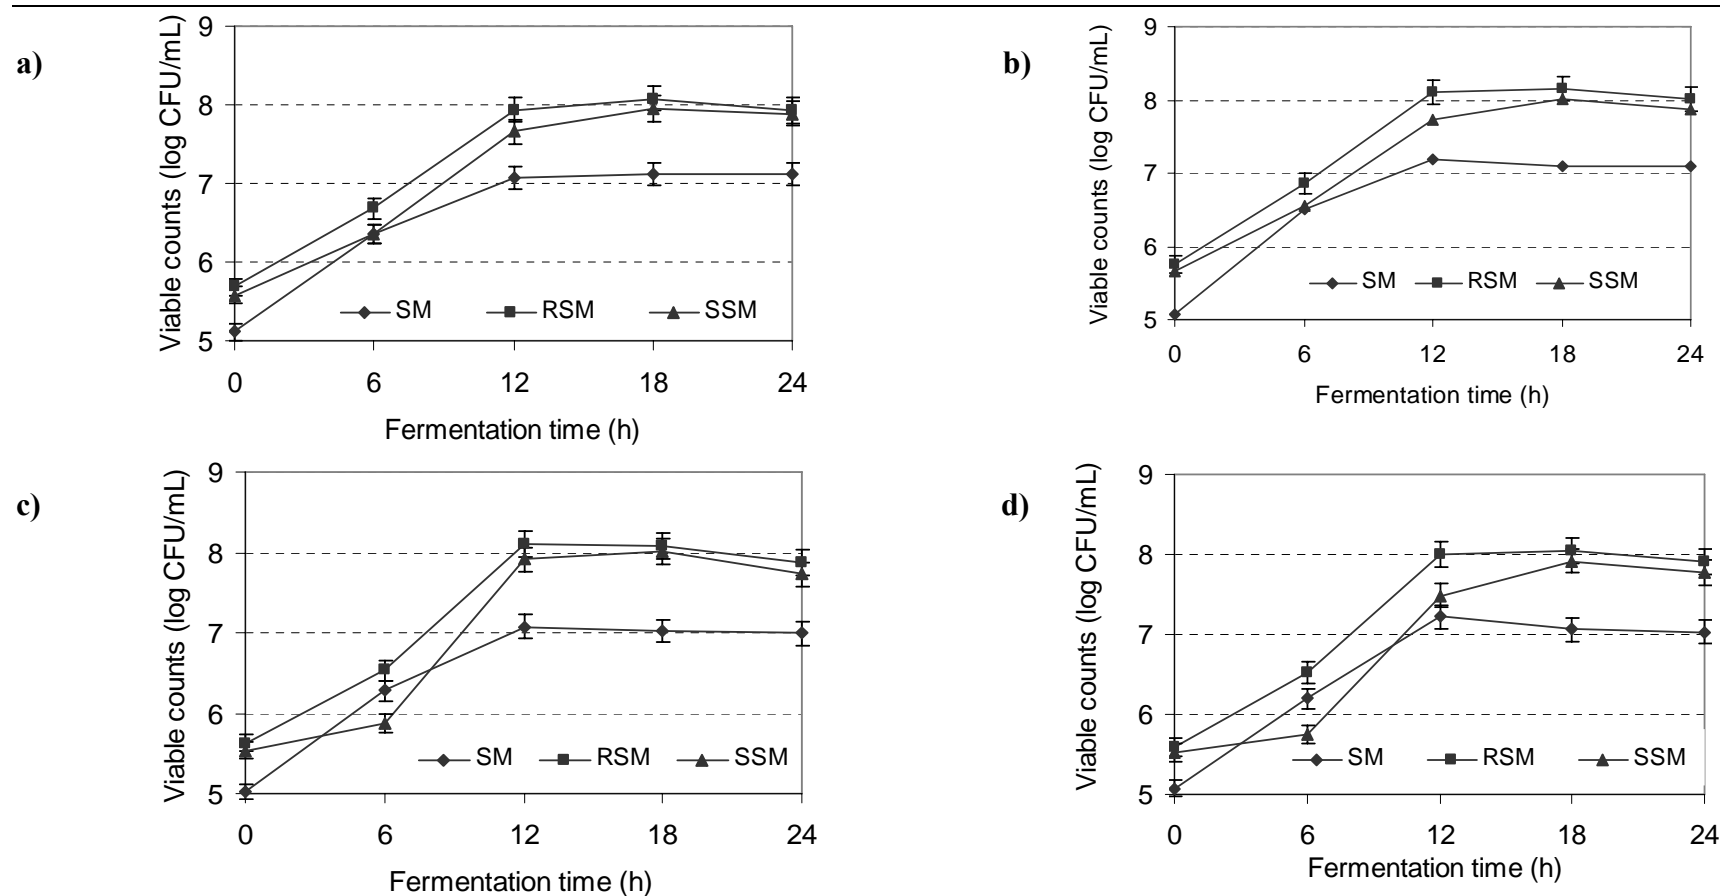 a)
Viable counts (log CFU/mL)
9
8
7
6
5
SM RSM SSM
0 6 12 18 24
Fermentation time (h)
b)
Viable counts (log CFU/mL)
9
8
7
6
5
SM RSM SSM
0 6 12 18 24
Fermentation time (h)
c)
Viable counts (log CFU/mL)
9
8
7
6
5
SM RSM SSM
0 6 12 18 24
Fermentation time (h)
d)
Viable counts (log CFU/mL)
9
8
7
6
5
SM RSM SSM
0 6 12 18 24
Fermentation time (h)